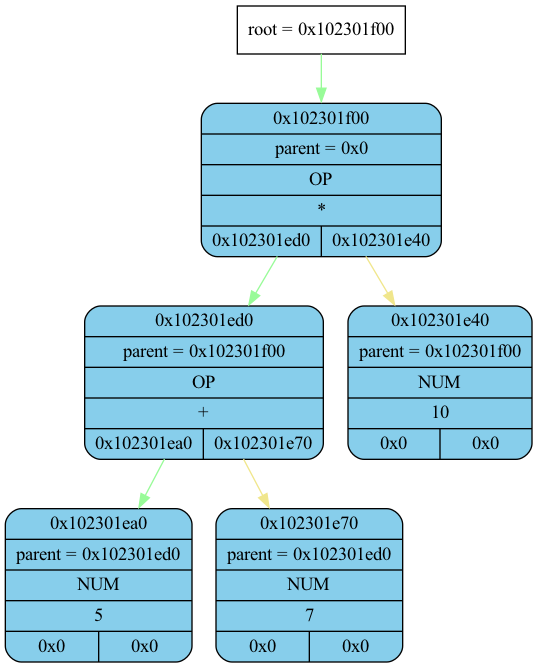 root = 0x102301f00
0x102301f00
parent = 0x0
OP
*
0x102301ed0 0x102301e40
0x102301ed0
parent = 0x102301f00
OP
+
0x102301ea0 0x102301e70
0x102301e40
parent = 0x102301f00
NUM
10
0x0 0x0
0x102301ea0
parent = 0x102301ed0
NUM
5
0x0 0x0
0x102301e70
parent = 0x102301ed0
NUM
7
0x0 0x0